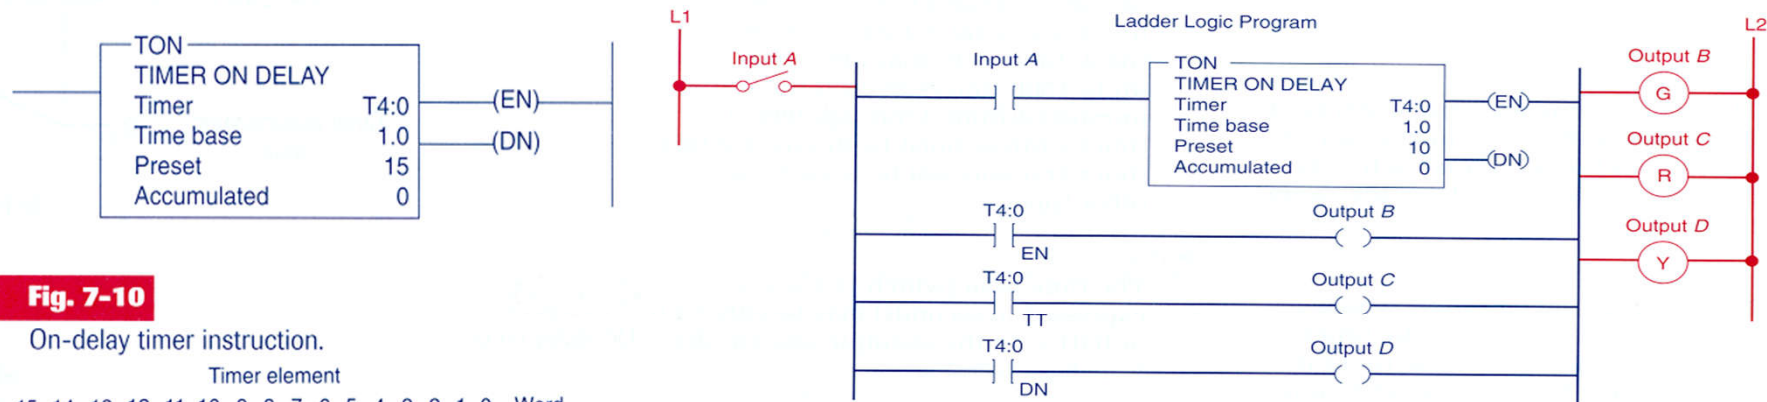 TON
TIMER ON DELAY
Timer T4:0 (EN)
Time base 1.0 (DN)
Preset 15
Accumulated 0
Fig. 7-10
On-delay timer instruction.
Timer element
L1
Ladder Logic Program
L2
Input A
Input A
TON
TIMER ON DELAY
Timer T4:0 (EN)
Time base 1.0
Preset 10 (DN)
Accumulated 0
Output B
G
Output C
R
Output D
Y
T4:0 Output B
EN
T4:0 Output C
TT
T4:0 Output D
DN